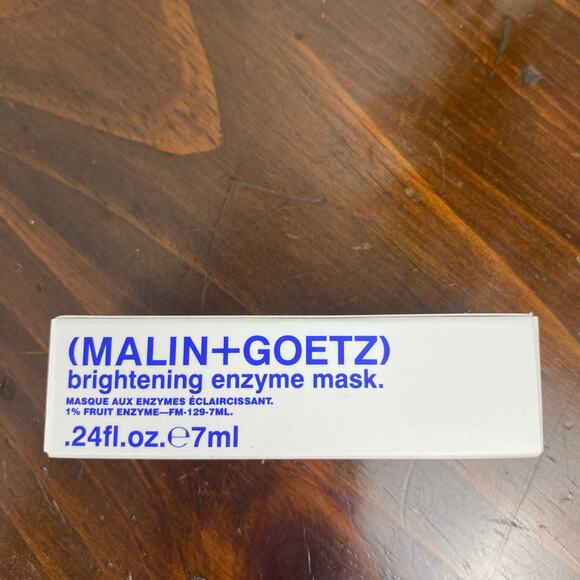 (MALIN+GOETZ)
brightening enzyme mask.
MASQUE AUX ENZYMES ÉCLAIRCISSANT.
1% FRUIT ENZYME—FM-129-7ML.
.24fl.oz.℮7ml